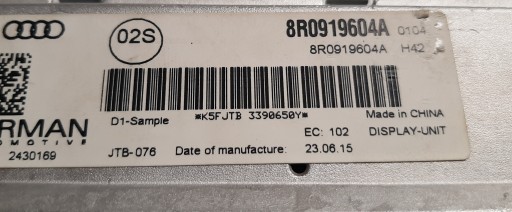 02S
8R0919604A 0104
8R0919604A H42
D1-Sample
*K5FJTB 3390650Y*
Made in CHINA
EC: 102 DISPLAY-UNIT
RMAN
OMOTIVE
2430169
JTB-076 Date of manufacture: 23.06.15